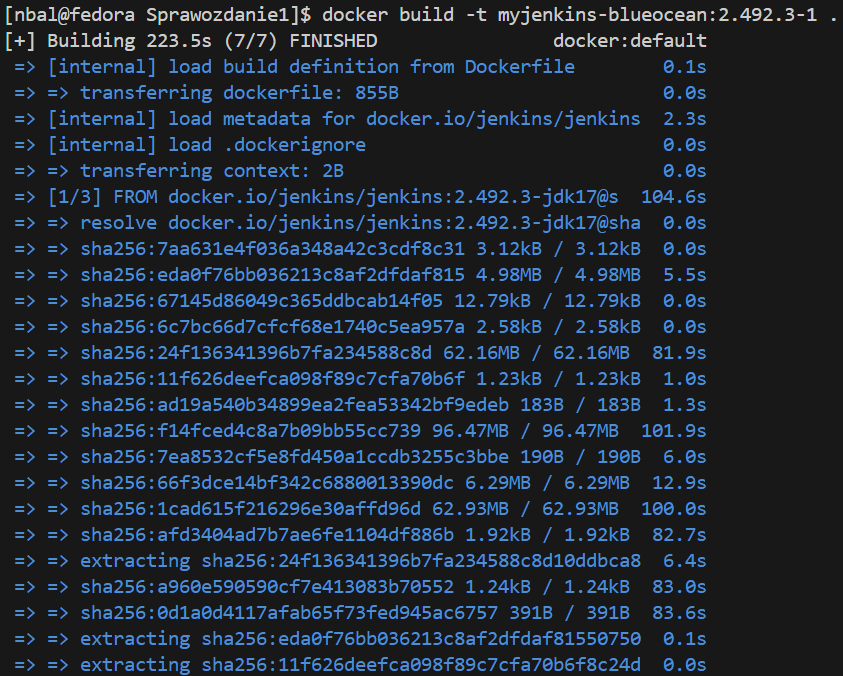 [nbal@fedora Sprawozdanie1]$ docker build -t myjenkins-blueocean:2.492.3-1 .
[+] Building 223.5s (7/7) FINISHED docker:default
=> [internal] load build definition from Dockerfile 0.1s
=> => transferring dockerfile: 855B 0.0s
=> [internal] load metadata for docker.io/jenkins/jenkins 2.3s
=> [internal] load .dockerignore 0.0s
=> => transferring context: 2B 0.0s
=> [1/3] FROM docker.io/jenkins/jenkins:2.492.3-jdk17@s 104.6s
=> => resolve docker.io/jenkins/jenkins:2.492.3-jdk17@sha 0.0s
=> => sha256:7aa631e4f036a348a42c3cdf8c31 3.12kB / 3.12kB 0.0s
=> => sha256:eda0f76bb036213c8af2dfdaf815 4.98MB / 4.98MB 5.5s
=> => sha256:67145d86049c365ddbcab14f05 12.79kB / 12.79kB 0.0s
=> => sha256:6c7bc66d7cfcf68e1740c5ea957a 2.58kB / 2.58kB 0.0s
=> => sha256:24f136341396b7fa234588c8d 62.16MB / 62.16MB 81.9s
=> => sha256:11f626deefca098f89c7cfa70b6f 1.23kB / 1.23kB 1.0s
=> => sha256:ad19a540b34899ea2fea53342bf9edeb 183B / 183B 1.3s
=> => sha256:f14fced4c8a7b09bb55cc739 96.47MB / 96.47MB 101.9s
=> => sha256:7ea8532cf5e8fd450a1ccdb3255c3bbe 190B / 190B 6.0s
=> => sha256:66f3dce14bf342c6880013390dc 6.29MB / 6.29MB 12.9s
=> => sha256:1cad615f216296e30affd96d 62.93MB / 62.93MB 100.0s
=> => sha256:afd3404ad7b7ae6fe1104df886b 1.92kB / 1.92kB 82.7s
=> => extracting sha256:24f136341396b7fa234588c8d10ddbca8 6.4s
=> => sha256:a960e590590cf7e413083b70552 1.24kB / 1.24kB 83.0s
=> => sha256:0d1a0d4117afab65f73fed945ac6757 391B / 391B 83.6s
=> => extracting sha256:eda0f76bb036213c8af2dfdaf81550750 0.1s
=> => extracting sha256:11f626deefca098f89c7cfa70b6f8c24d 0.0s